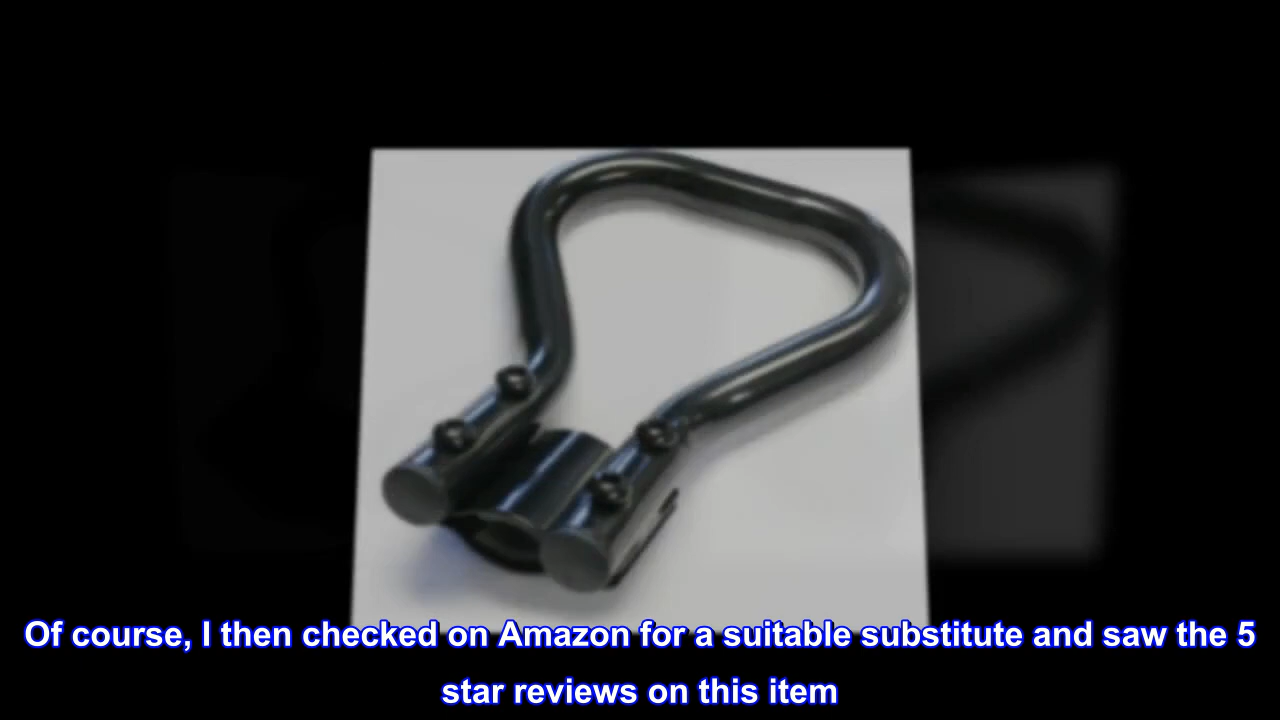 Of course, I then checked on Amazon for a suitable substitute and saw the 5
star reviews on this item